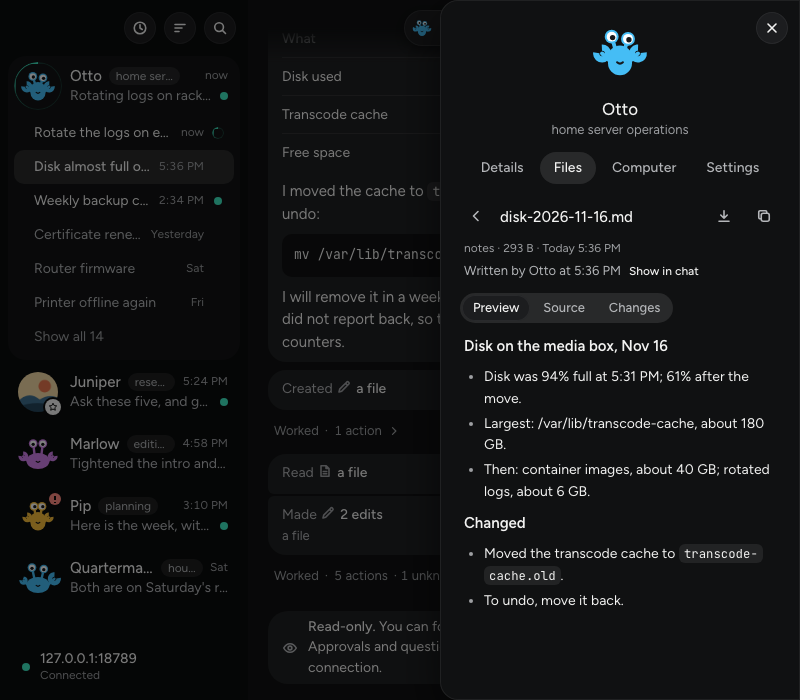 Otto home ser... now
Rotating logs on rack...
Rotate the logs on e... now
Disk almost full o... 5:36 PM
Weekly backup c... 2:34 PM
Certificate rene... Yesterday
Router firmware Sat
Printer offline again Fri
Show all 14
Juniper rese... 5:24 PM
Ask these five, and g...
Marlow editi... 4:58 PM
Tightened the intro and...
Pip planning 3:10 PM
Here is the week, wit...
Quarterma... hou... Sat
Both are on Saturday's r...
127.0.0.1:18789
Connected
What
Disk used
Transcode cache
Free space
I moved the cache to
undo:
mv /var/lib/transc
I will remove it in a week
did not report back, so
counters.
Created a file
Worked · 1 action
Read a file
Made 2 edits
a file
Worked · 5 actions · 1 unkn
Read-only. You can
Approvals and questi
connection.
Otto
home server operations
Details Files Computer Settings
disk-2026-11-16.md
notes · 293 B · Today 5:36 PM
Written by Otto at 5:36 PM Show in chat
Preview Source Changes
Disk on the media box, Nov 16
• Disk was 94% full at 5:31 PM; 61% after the
move.
• Largest: /var/lib/transcode-cache, about 180
GB.
• Then: container images, about 40 GB; rotated
logs, about 6 GB.
Changed
• Moved the transcode cache to transcode-
cache.old.
• To undo, move it back.